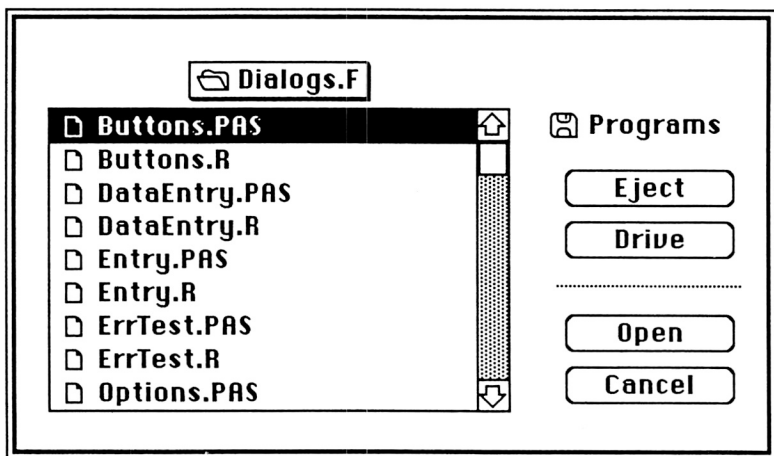 Dialogs.F
Buttons.PAS
Buttons.R
DataEntry.PAS
DataEntry.R
Entry.PAS
Entry.R
ErrTest.PAS
ErrTest.R
Options.PAS
Programs
Eject
Drive
Open
Cancel